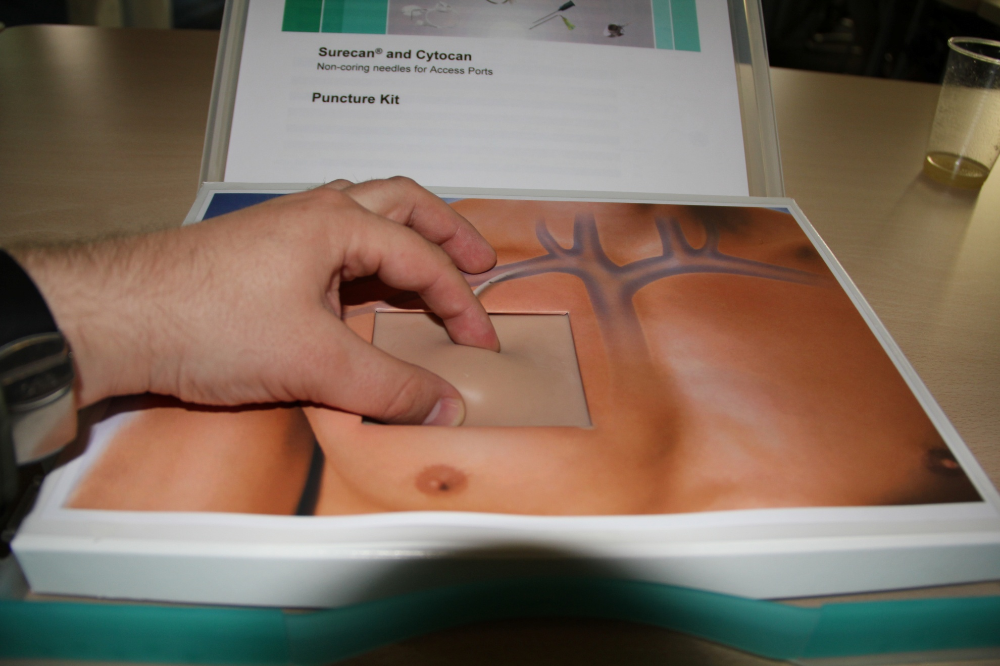 Surecan® and Cytocan
Non-coring needles for Access Ports
Puncture Kit